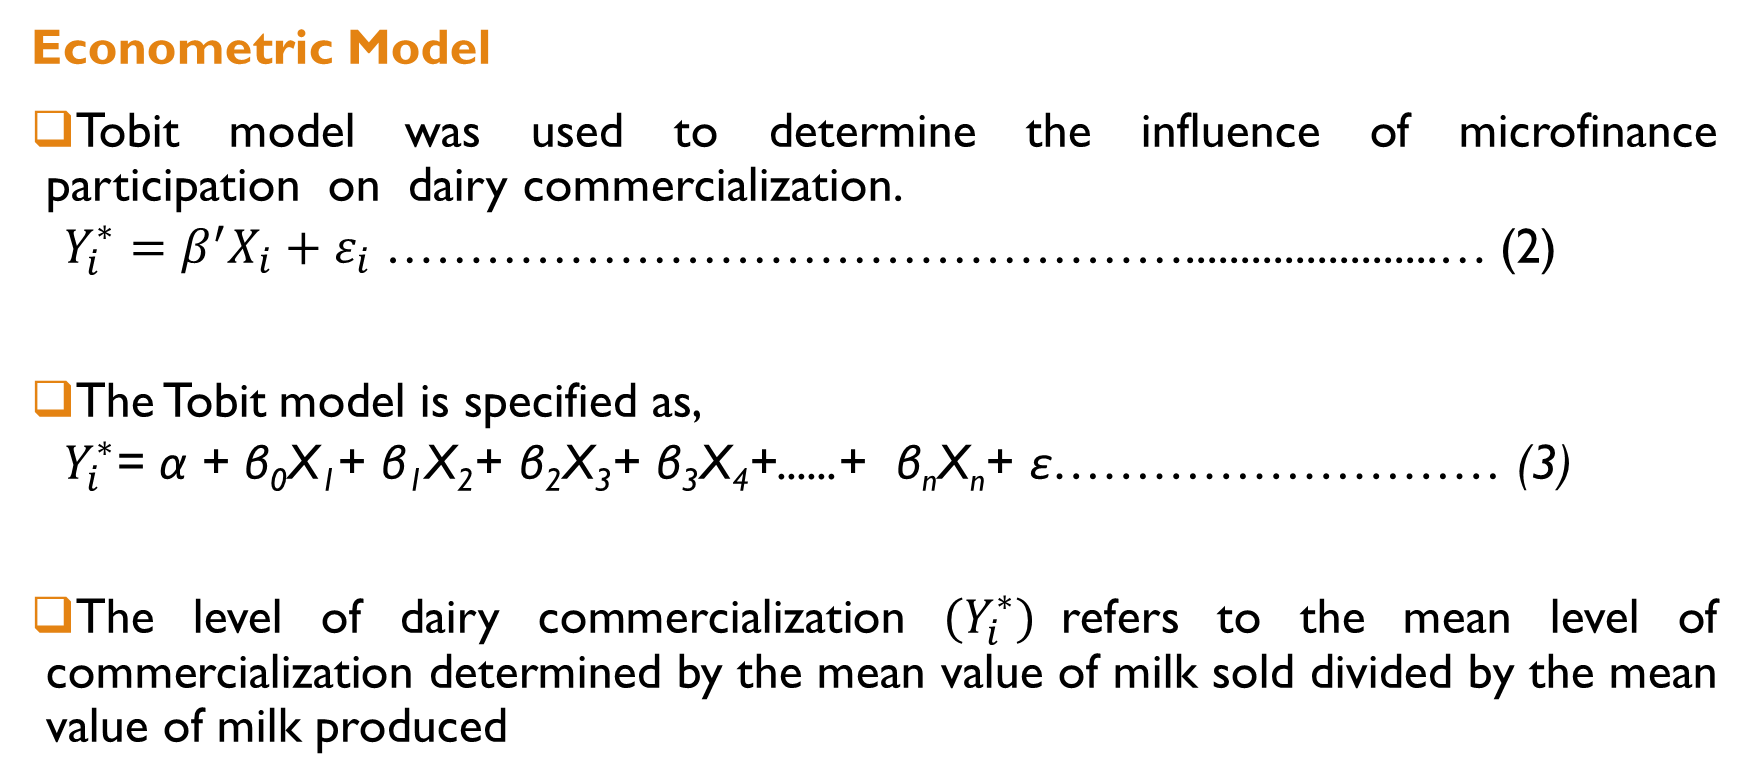 Econometric Model
❑Tobit model was used to determine the influence of microfinance
participation on dairy commercialization.
Yᵢ* = β′Xᵢ + εᵢ ……………………………………………………........................…… (2)
❑The Tobit model is specified as,
Yᵢ*= α + β₀X₁+ β₁X₂+ β₂X₃+ β₃X₄+......+ βₙXₙ+ ε………………………… (3)
❑The level of dairy commercialization (Yᵢ*) refers to the mean level of
commercialization determined by the mean value of milk sold divided by the mean
value of milk produced